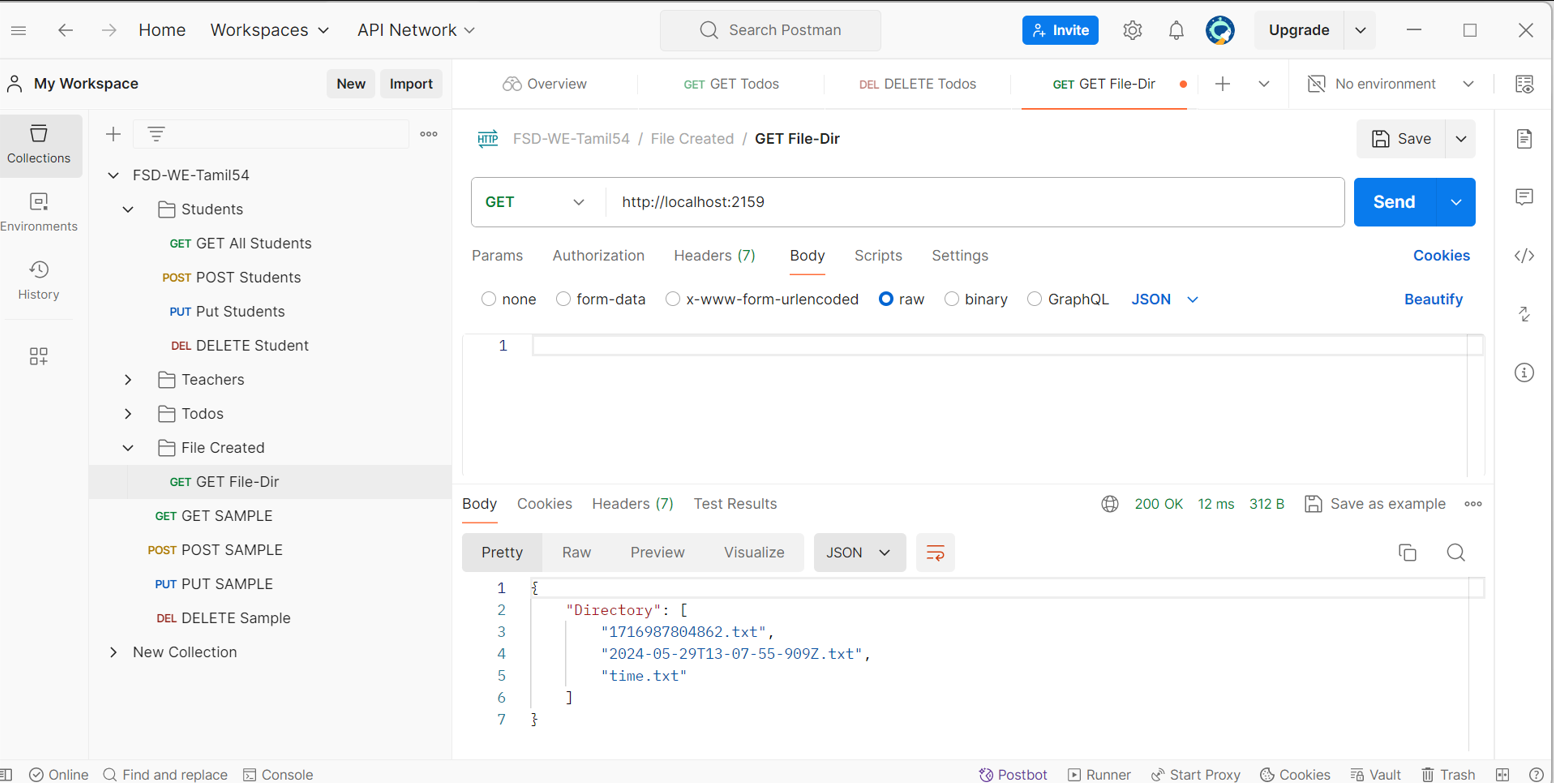 Home Workspaces API Network Search Postman Invite Upgrade
My Workspace New Import
Overview GET GET Todos DEL DELETE Todos GET GET File-Dir No environment
Collections
Environments
History
FSD-WE-Tamil54
Students
GET GET All Students
POST POST Students
PUT Put Students
DEL DELETE Student
Teachers
Todos
File Created
GET GET File-Dir
GET GET SAMPLE
POST POST SAMPLE
PUT PUT SAMPLE
DEL DELETE Sample
New Collection
HTTP FSD-WE-Tamil54 / File Created / GET File-Dir Save
GET http://localhost:2159 Send
Params Authorization Headers (7) Body Scripts Settings Cookies
none form-data x-www-form-urlencoded raw binary GraphQL JSON Beautify
1
Body Cookies Headers (7) Test Results 200 OK 12 ms 312 B Save as example
Pretty Raw Preview Visualize JSON
1 {
2 "Directory": [
3 "1716987804862.txt",
4 "2024-05-29T13-07-55-909Z.txt",
5 "time.txt"
6 ]
7 }
Online Find and replace Console Postbot Runner Start Proxy Cookies Vault Trash